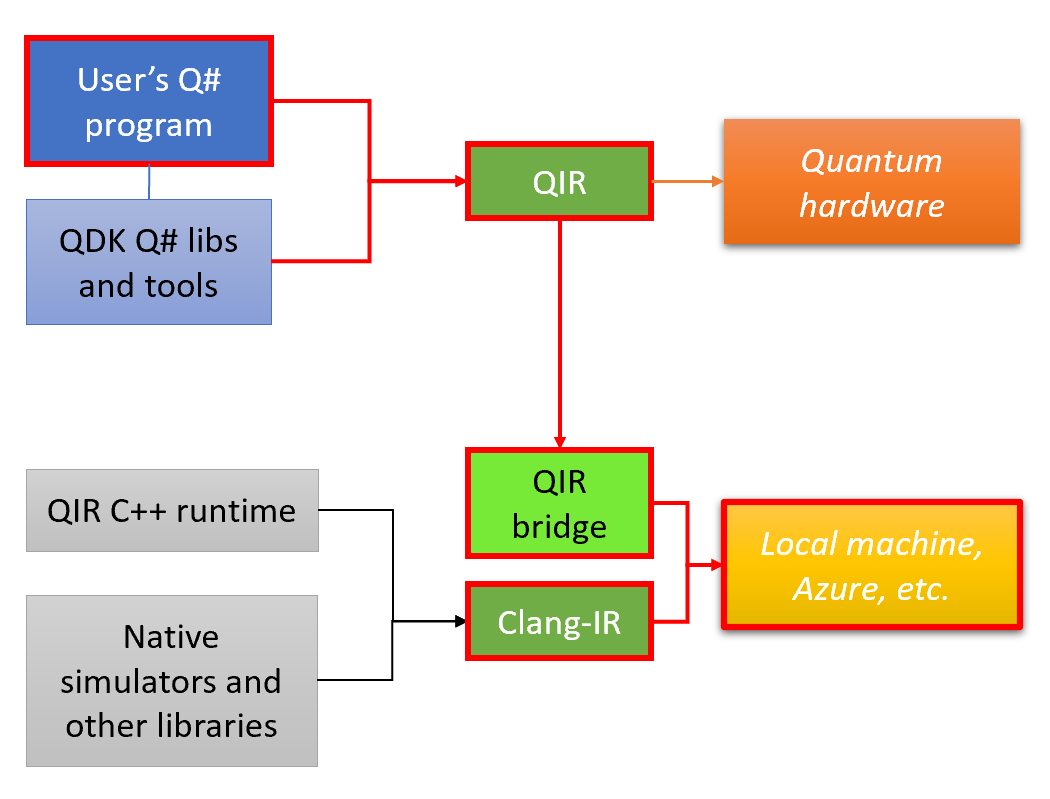 User’s Q#
program
QDK Q# libs
and tools
QIR
Quantum
hardware
QIR C++ runtime
Native
simulators and
other libraries
QIR
bridge
Clang-IR
Local machine,
Azure, etc.